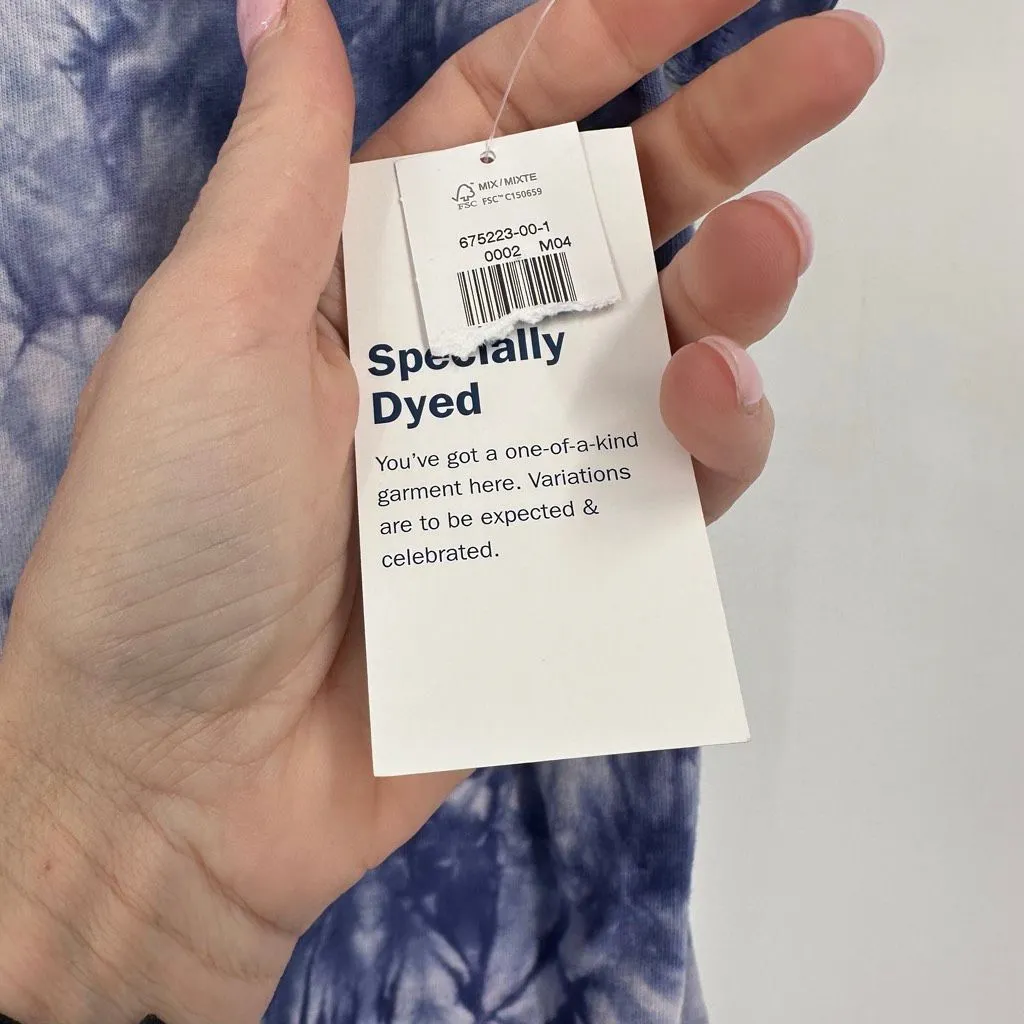 MIX / MIXTE
FSC FSC™ C150659
675223-00-1
0002 M04
Specially
Dyed
You've got a one-of-a-kind
garment here. Variations
are to be expected &
celebrated.